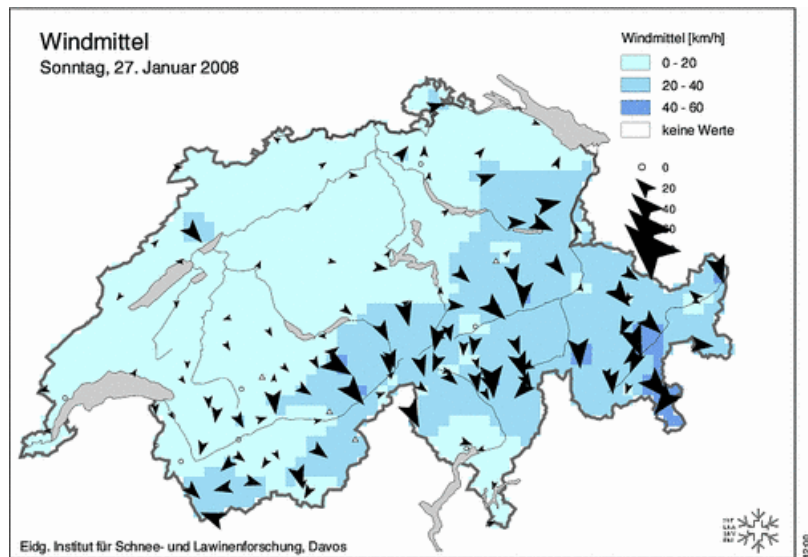 Windmittel
Sonntag, 27. Januar 2008
Windmittel [km/h]
0 - 20
20 - 40
40 - 60
keine Werte
0
20
40
Eidg. Institut für Schnee- und Lawinenforschung, Davos